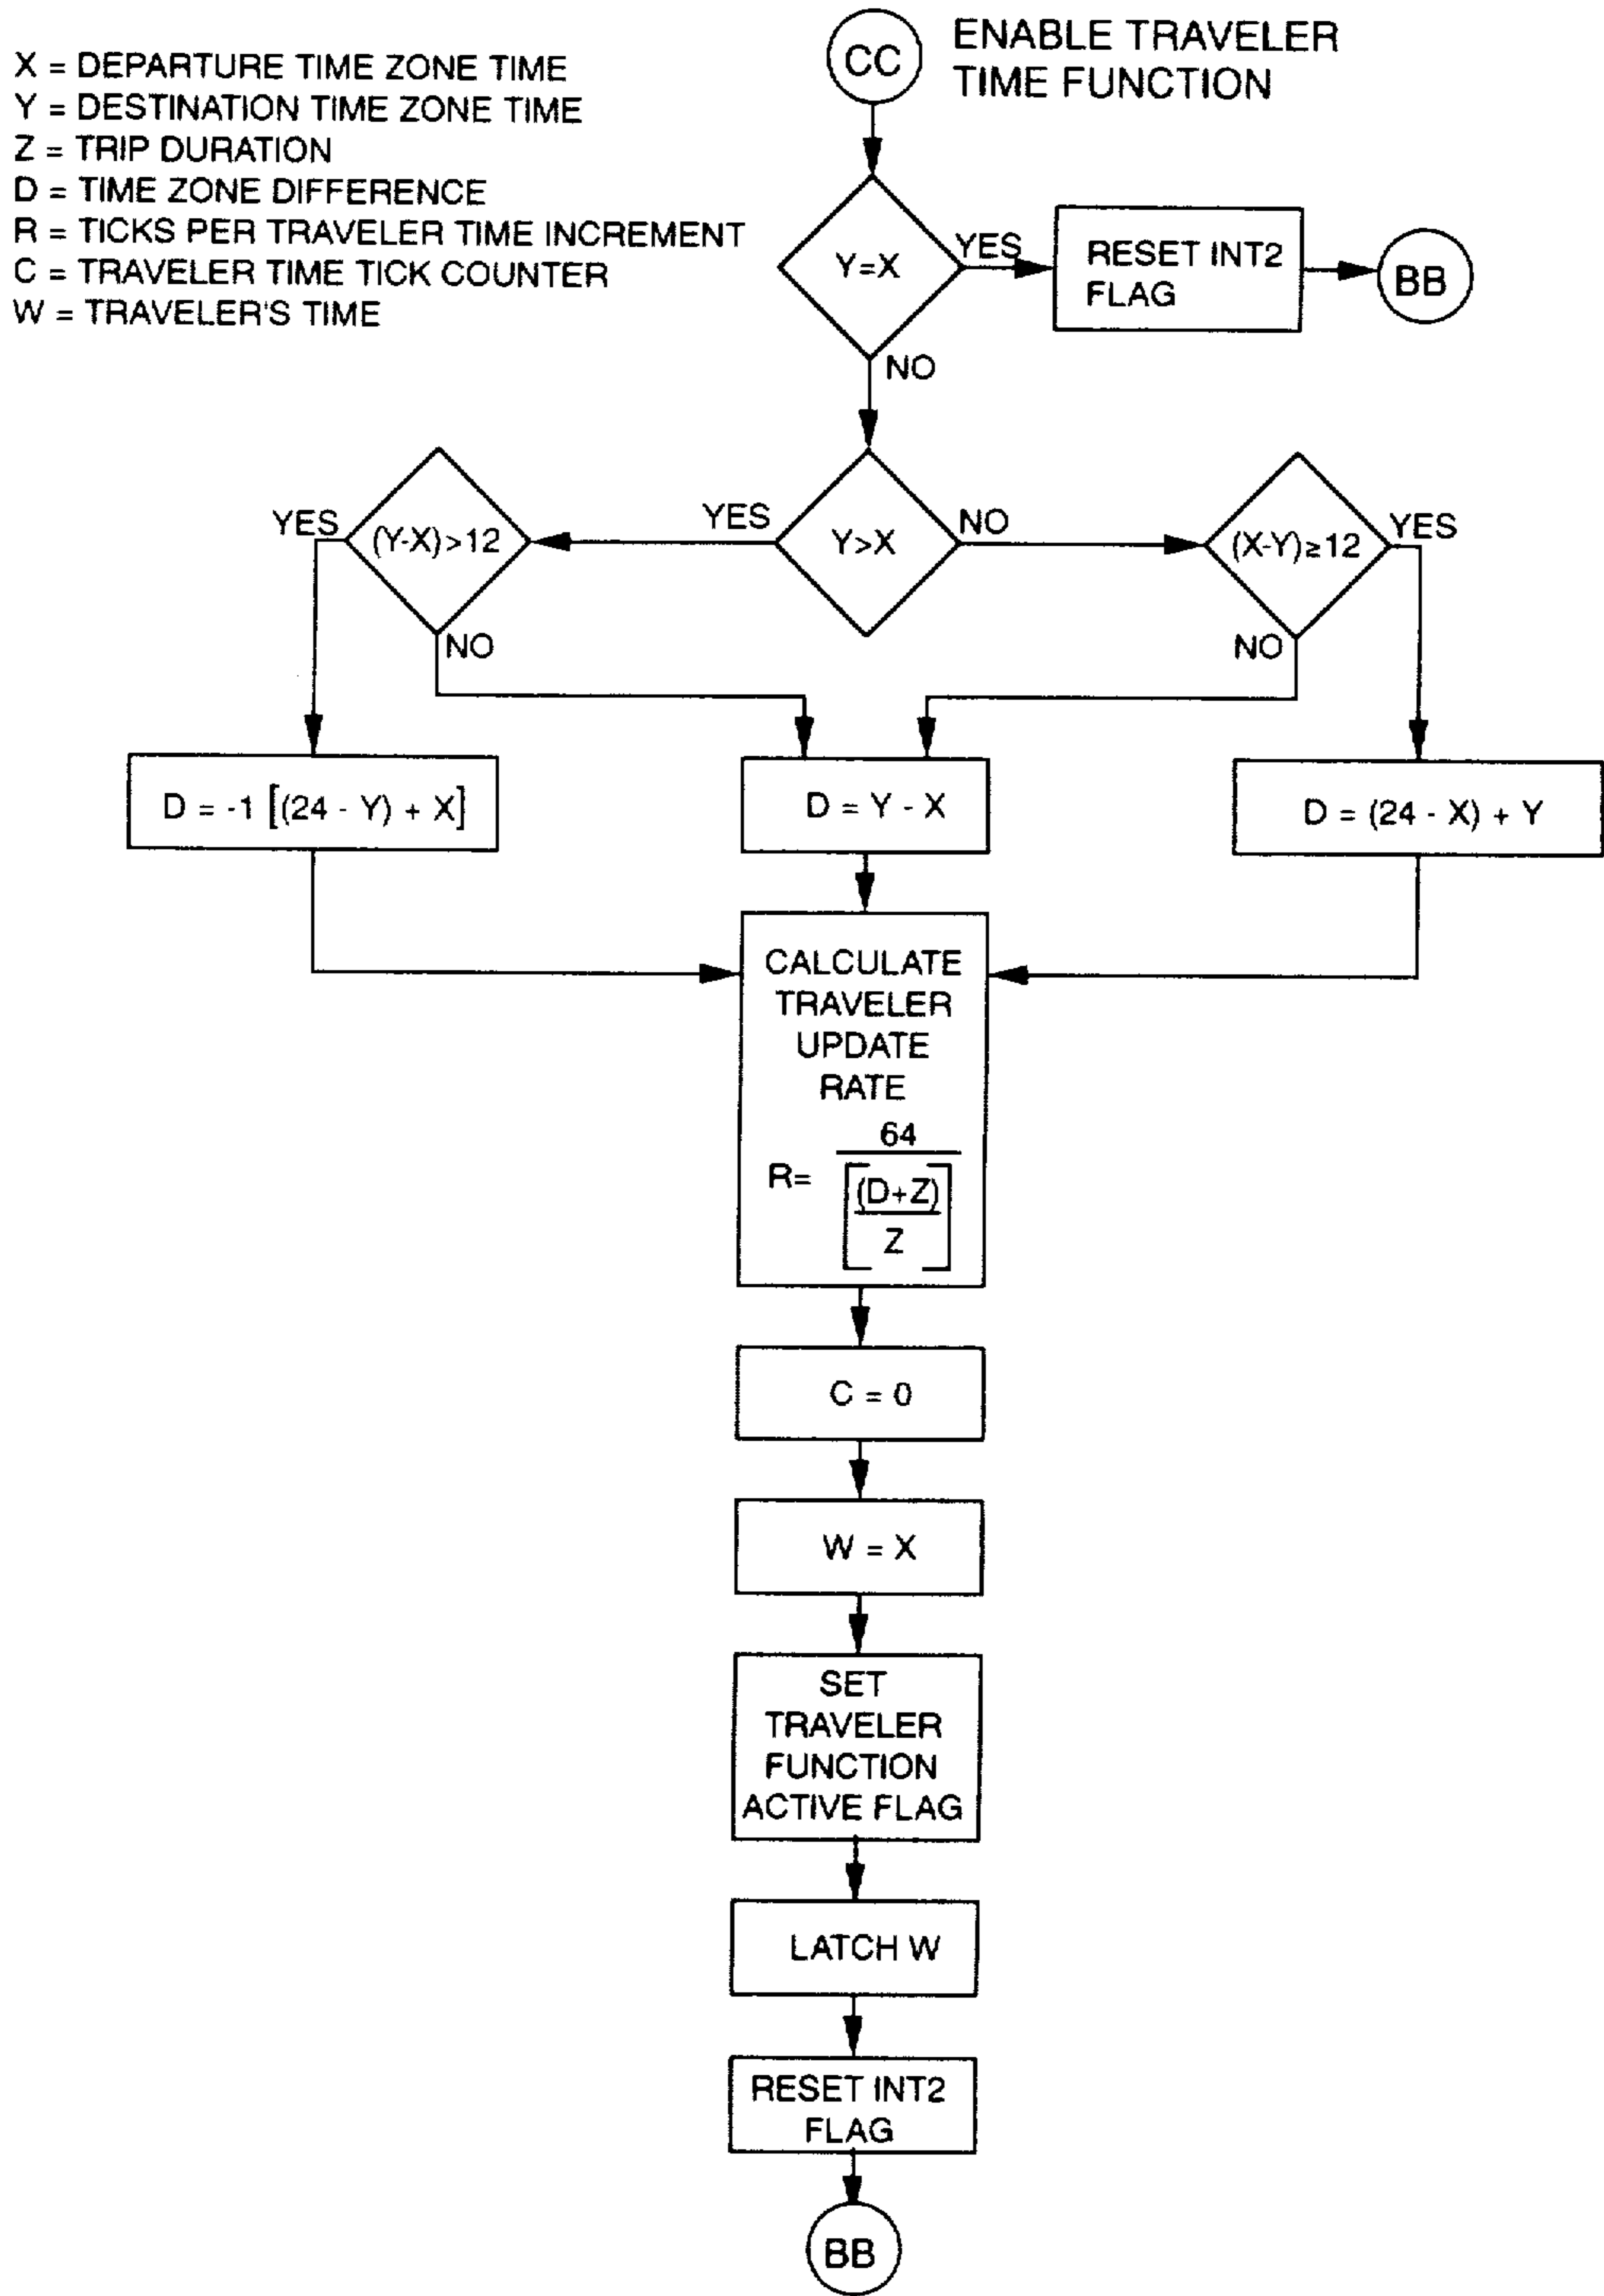 X = DEPARTURE TIME ZONE TIME
Y = DESTINATION TIME ZONE TIME
Z = TRIP DURATION
D = TIME ZONE DIFFERENCE
R = TICKS PER TRAVELER TIME INCREMENT
C = TRAVELER TIME TICK COUNTER
W = TRAVELER'S TIME
CC
ENABLE TRAVELER
TIME FUNCTION
Y=X
YES
RESET INT2
FLAG
BB
NO
YES
(Y-X)>12
YES
Y>X
NO
(X-Y)≥12
YES
NO
NO
D = -1 [(24 - Y) + X]
D = Y - X
D = (24 - X) + Y
CALCULATE
TRAVELER
UPDATE
RATE
64
R=
(D+Z)
Z
C = 0
W = X
SET
TRAVELER
FUNCTION
ACTIVE FLAG
LATCH W
RESET INT2
FLAG
BB